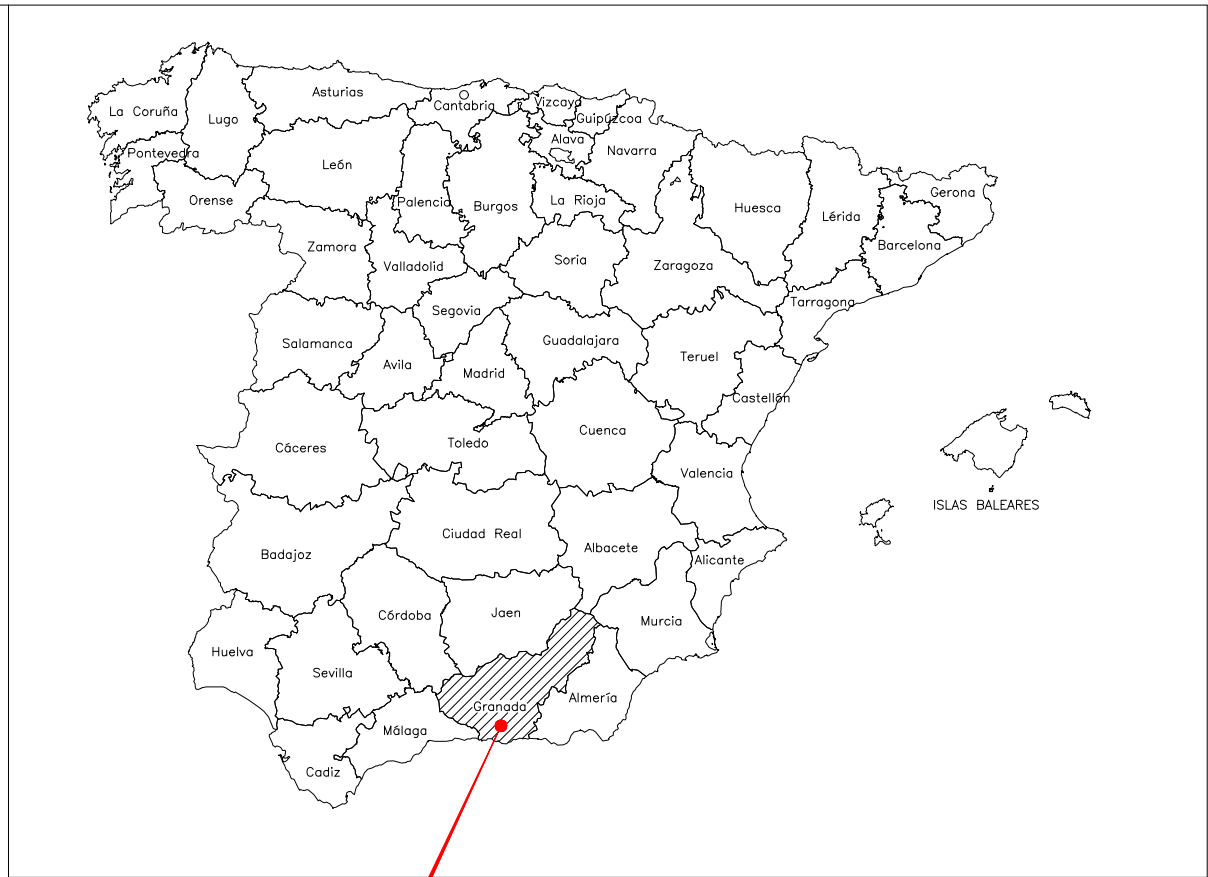 Asturias
Cantabria
Vizcaya
La Coruña
Lugo
Guipúzcoa
Alava
Navarra
Pontevedra
León
Gerona
Orense
Palencia
Burgos
La Rioja
Huesca
Lérida
Zamora
Valladolid
Soria
Zaragoza
Barcelona
Tarragona
Segovia
Salamanca
Guadalajara
Avila
Madrid
Teruel
Castellón
Cáceres
Toledo
Cuenca
Valencia
ISLAS BALEARES
Ciudad Real
Badajoz
Albacete
Alicante
Córdoba
Jaen
Murcia
Huelva
Sevilla
Almería
Granada
Málaga
Cadiz